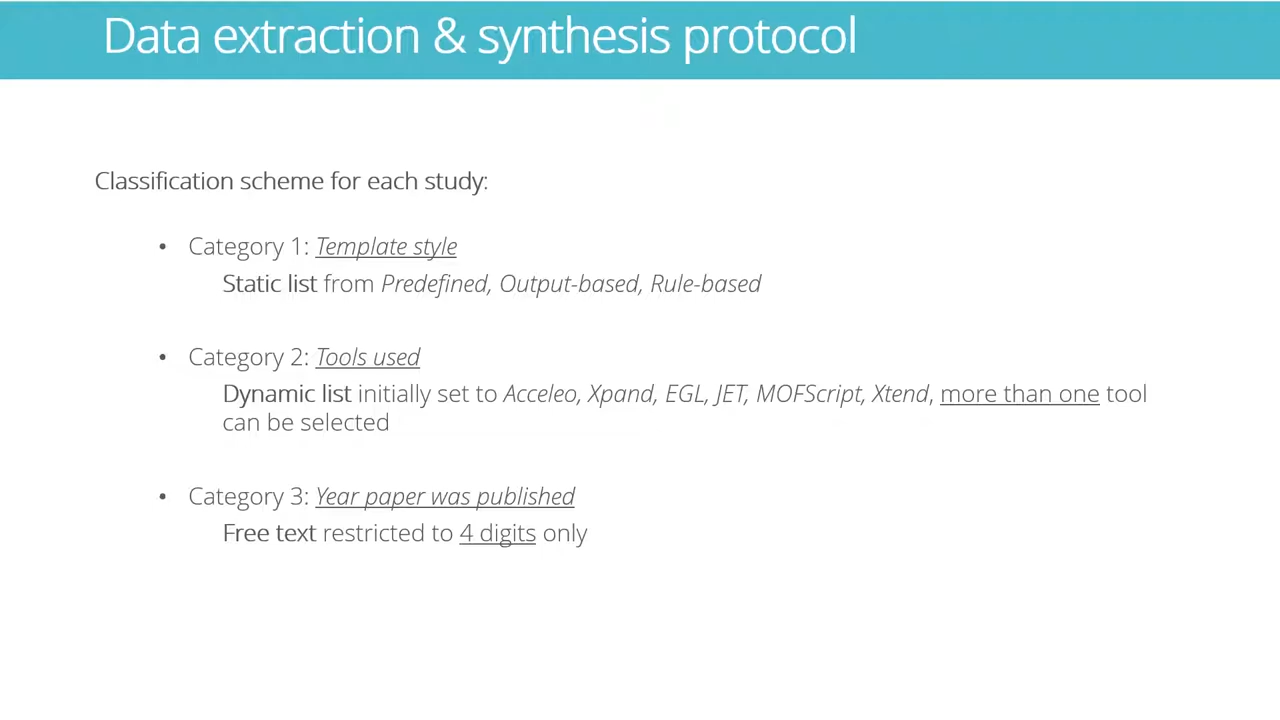 Data extraction & synthesis protocol
Classification scheme for each study:
• Category 1: Template style
Static list from Predefined, Output-based, Rule-based
• Category 2: Tools used
Dynamic list initially set to Acceleo, Xpand, EGL, JET, MOFScript, Xtend, more than one tool
can be selected
• Category 3: Year paper was published
Free text restricted to 4 digits only